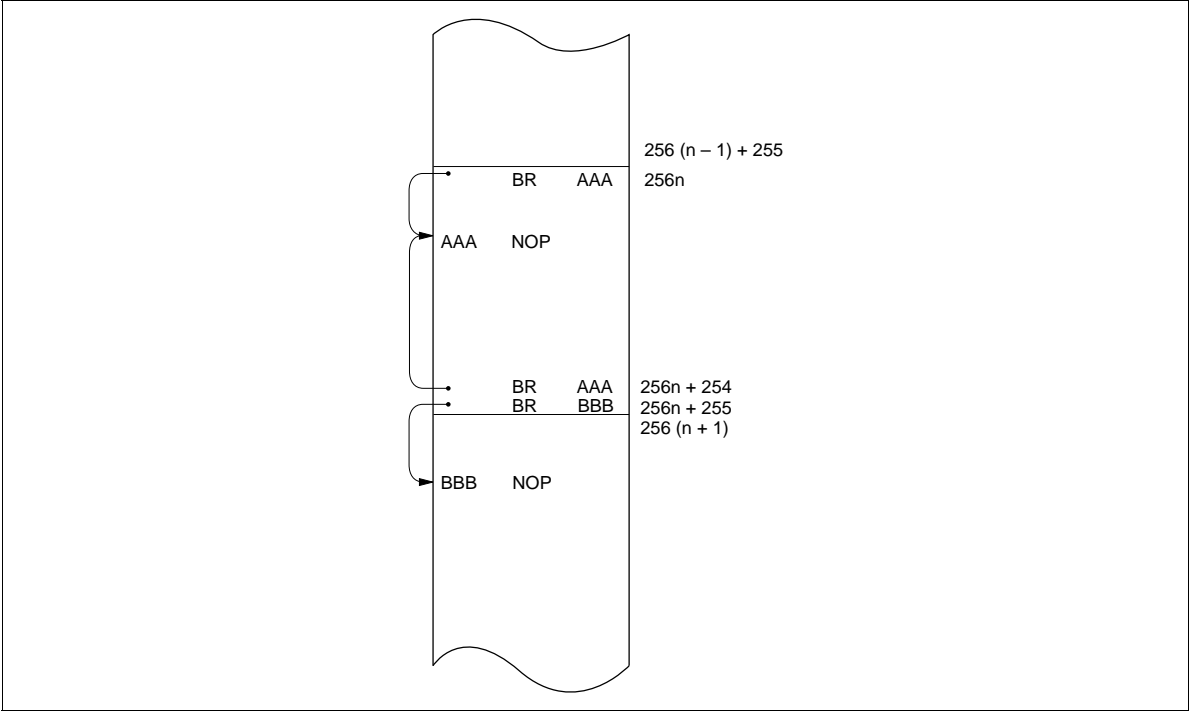 256 (n – 1) + 255
BR AAA 256n
AAA NOP
BR AAA 256n + 254
BR BBB 256n + 255
256 (n + 1)
BBB NOP